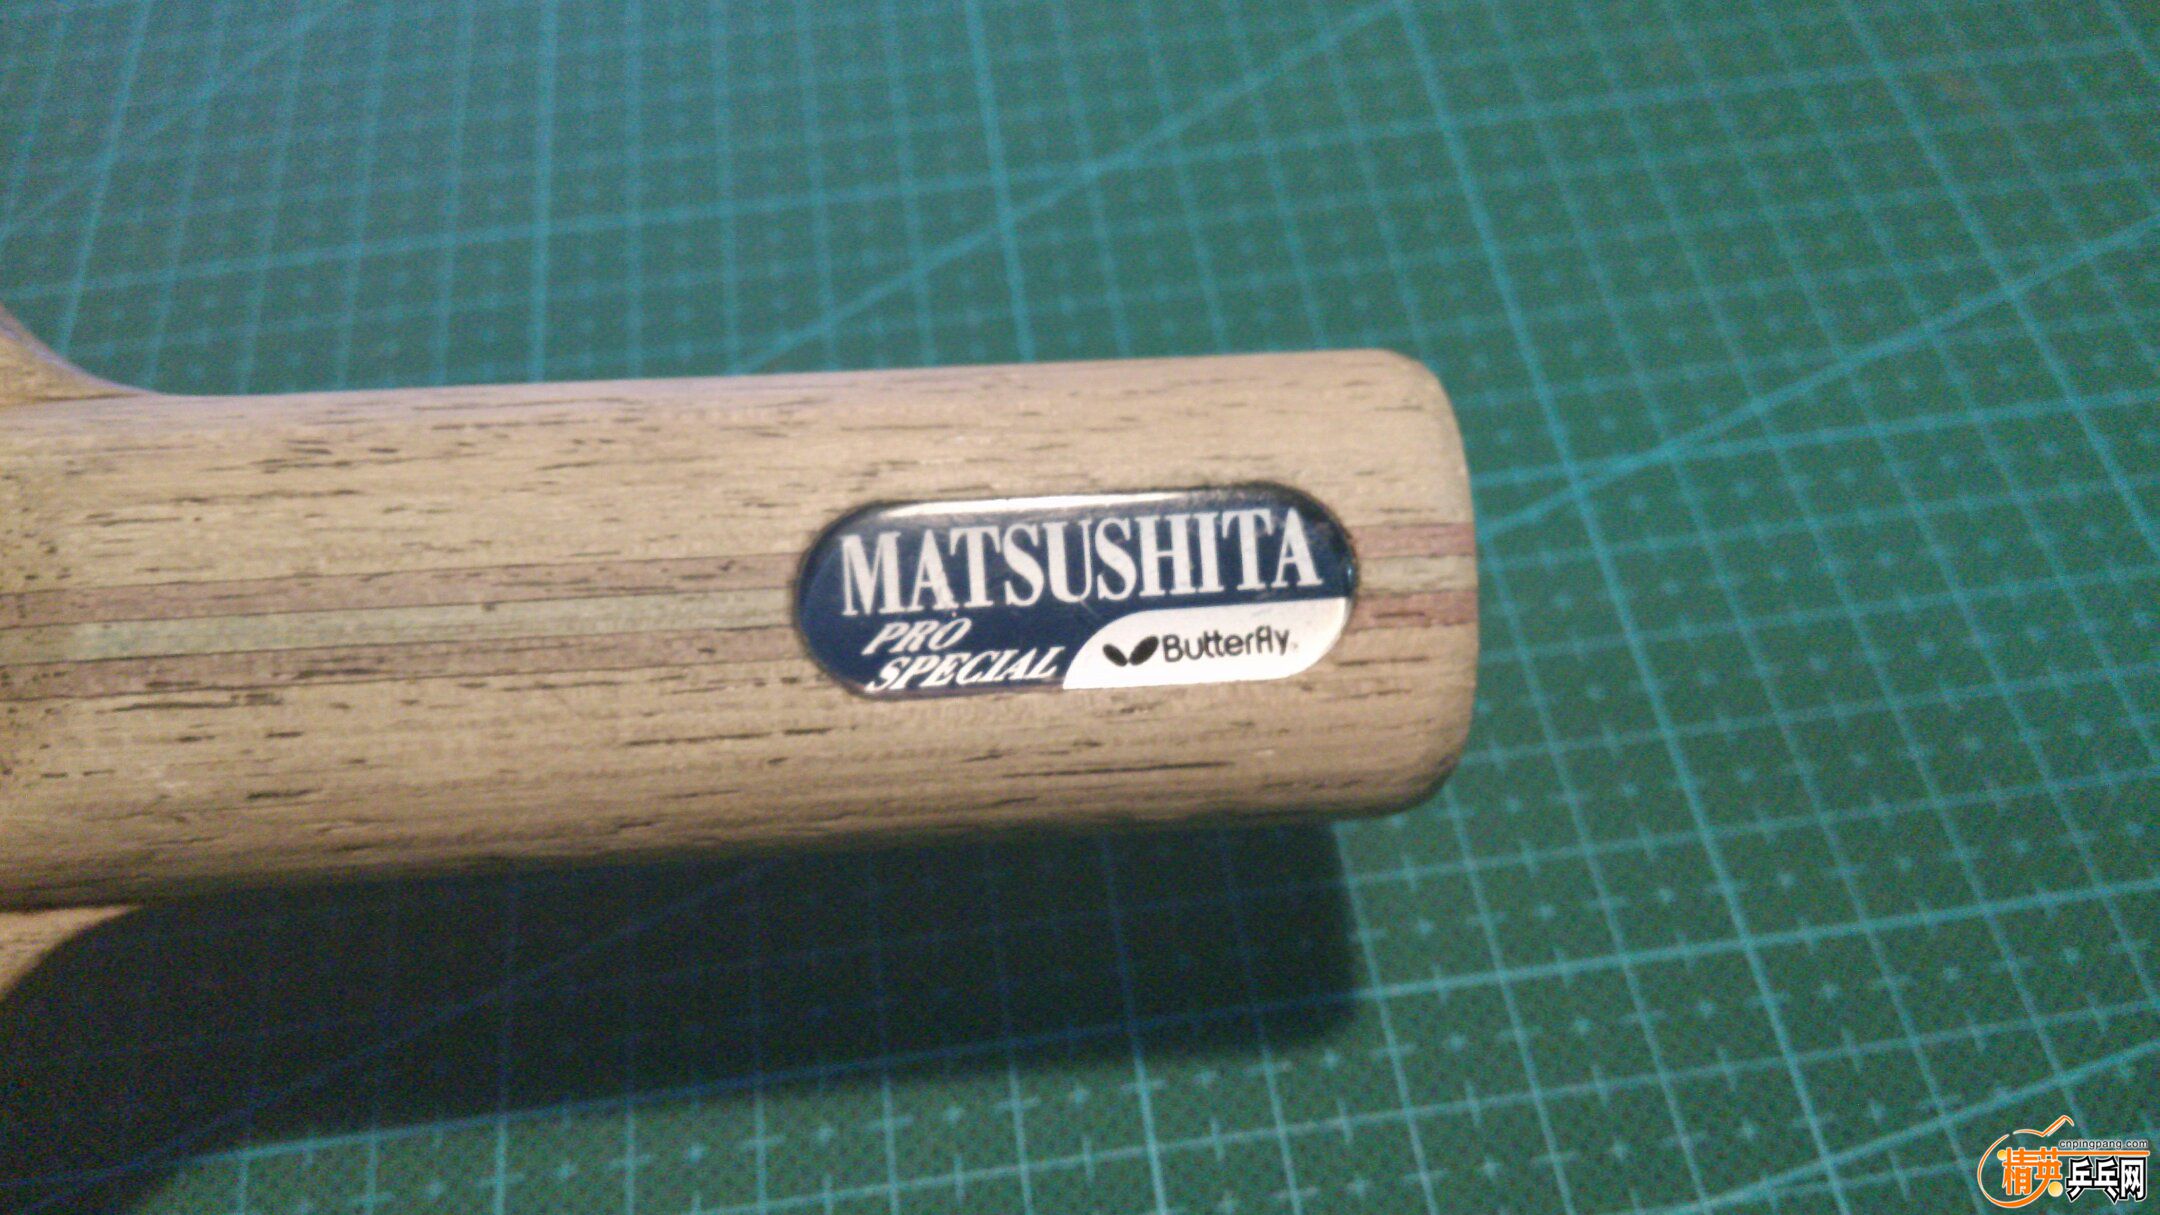 MATSUSHITA
PRO
SPECIAL
Butterfly
cnpingpang.com
精英乒乓网